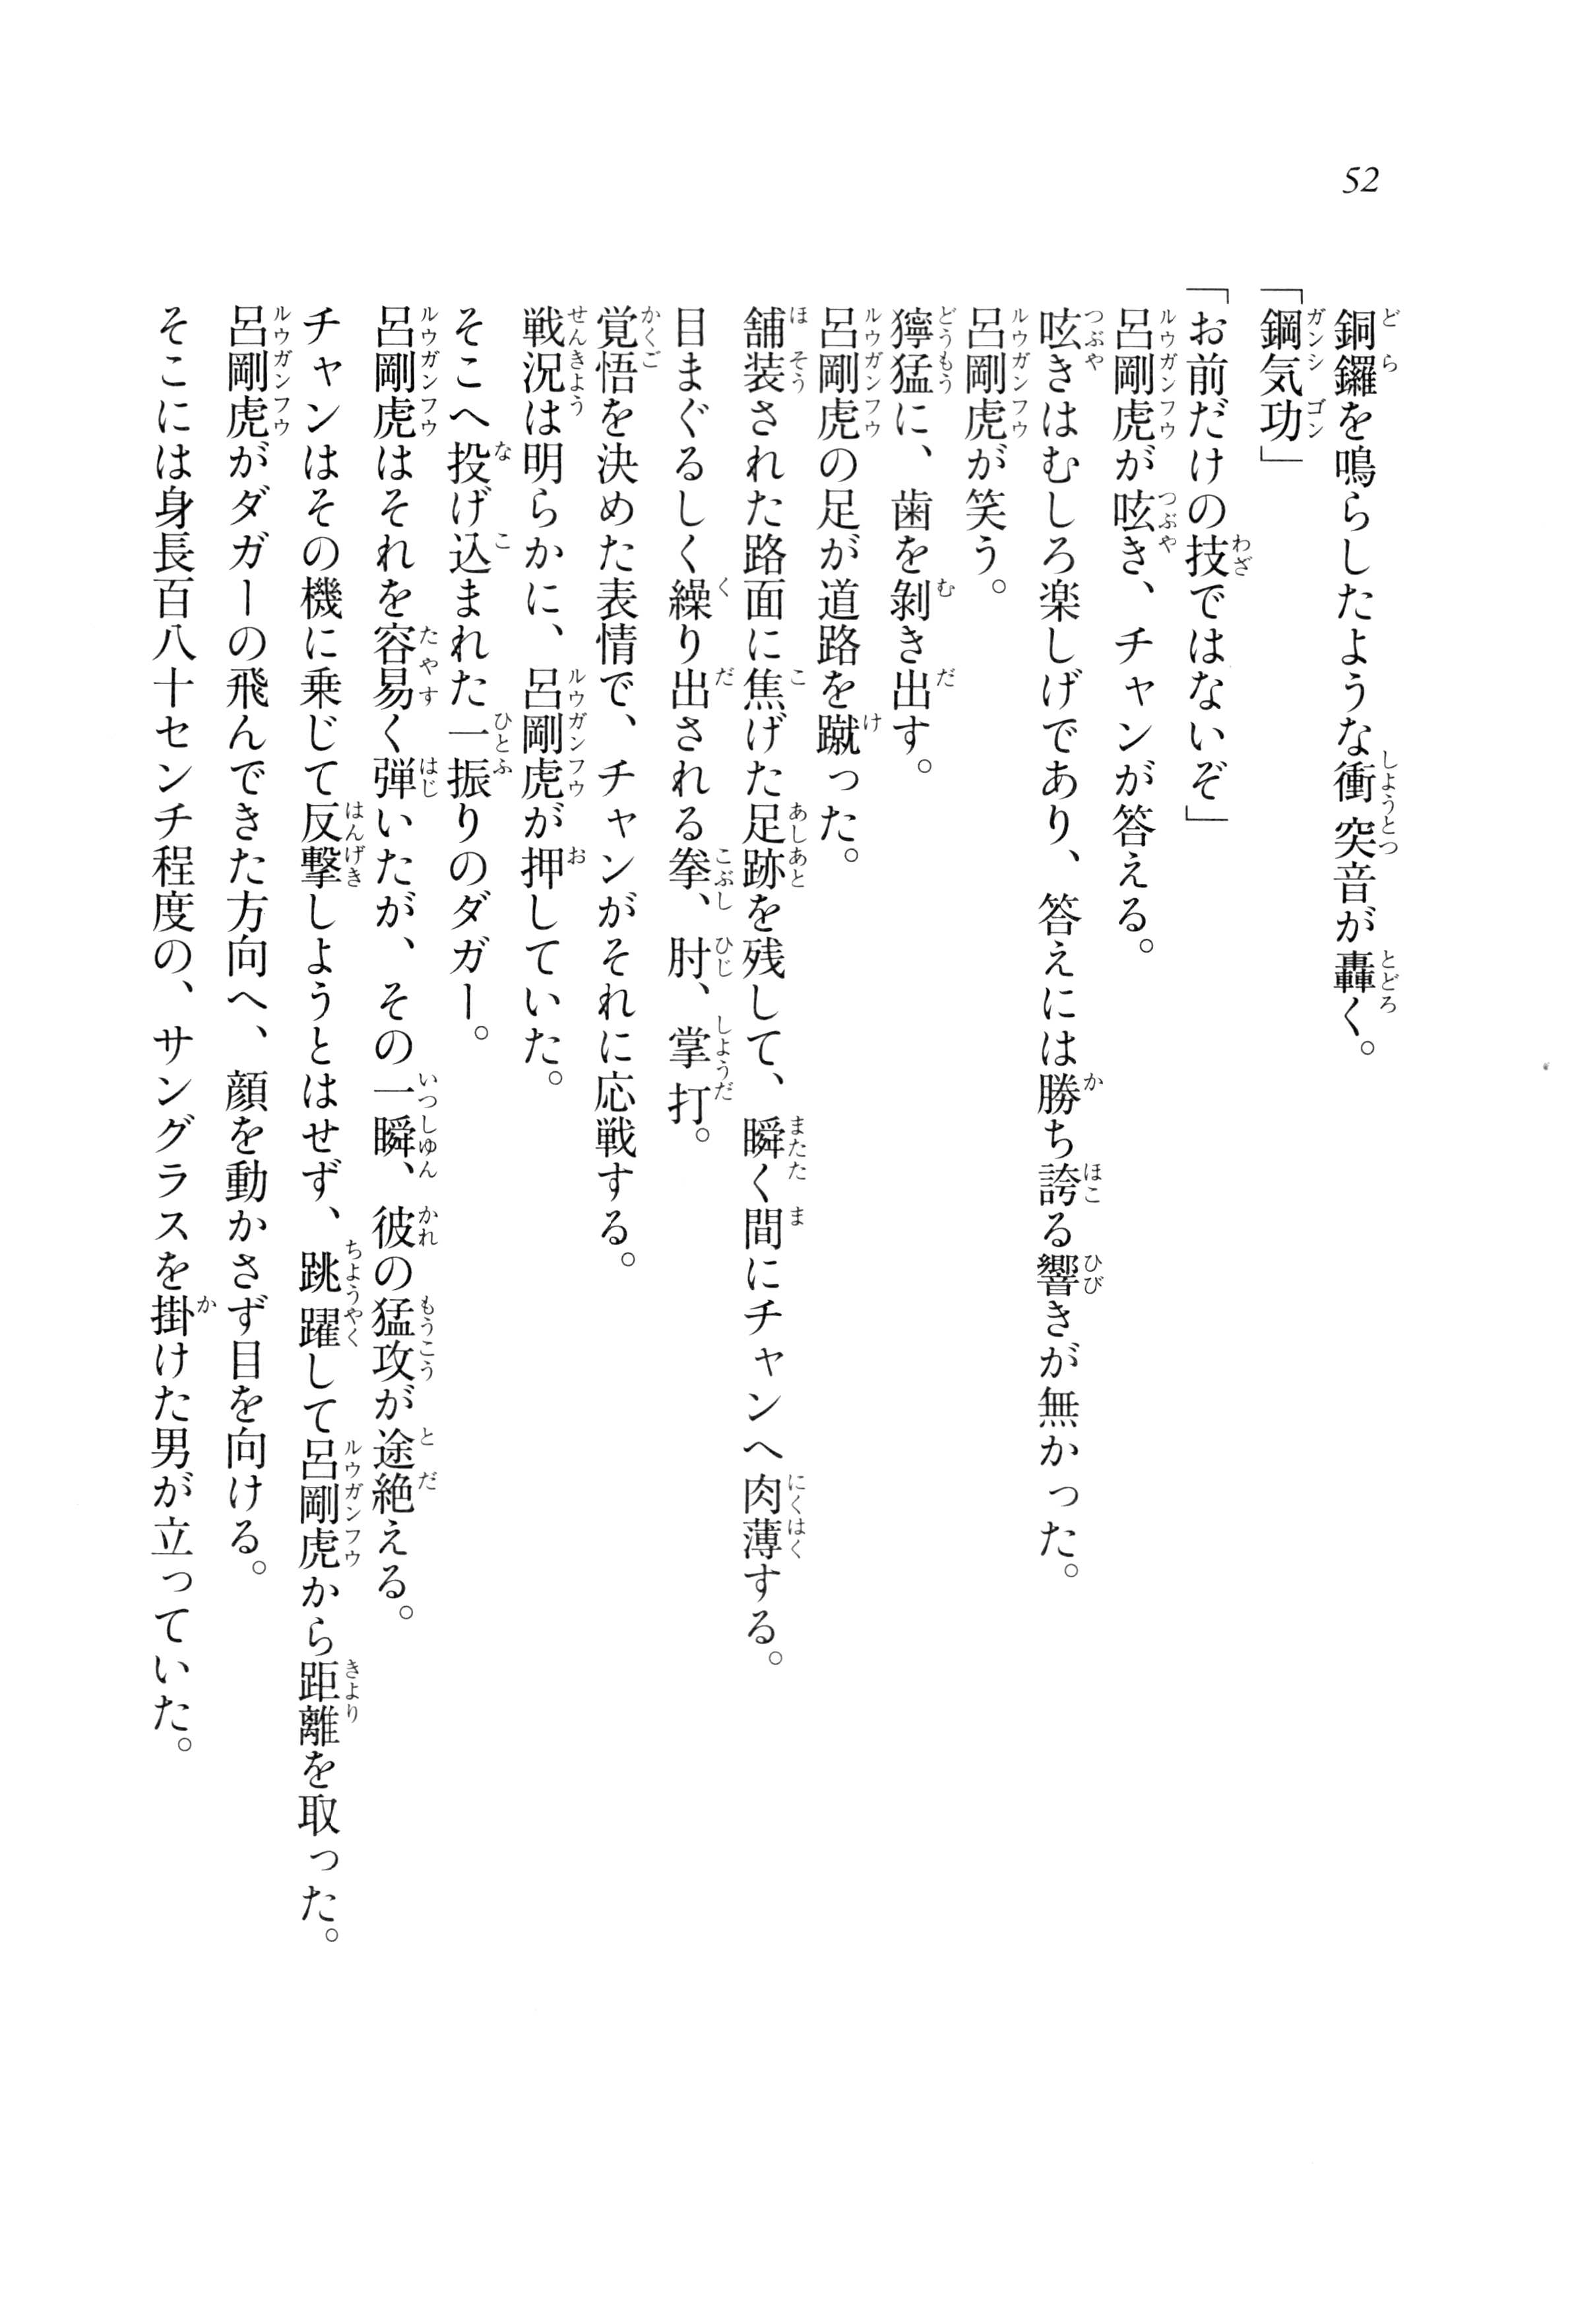 52
銅鑼を鳴らしたような衝突音が轟く。
「鋼気功」
「お前だけの技ではないぞ」
呂剛虎が呟き、チャンが答える。
呟きはむしろ楽しげであり、答えには勝ち誇る響きが無かった。
呂剛虎が笑う。
獰猛に、歯を剝き出す。
呂剛虎の足が道路を蹴った。
舗装された路面に焦げた足跡を残して、瞬く間にチャンへ肉薄する。
目まぐるしく繰り出される拳、肘、掌打。
覚悟を決めた表情で、チャンがそれに応戦する。
戦況は明らかに、呂剛虎が押していた。
そこへ投げ込まれた一振りのダガー。
呂剛虎はそれを容易く弾いたが、その一瞬、彼の猛攻が途絶える。
チャンはその機に乗じて反撃しようとはせず、跳躍して呂剛虎から距離を取った。
呂剛虎がダガーの飛んできた方向へ、顔を動かさず目を向ける。
そこには身長百八十センチ程度の、サングラスを掛けた男が立っていた。